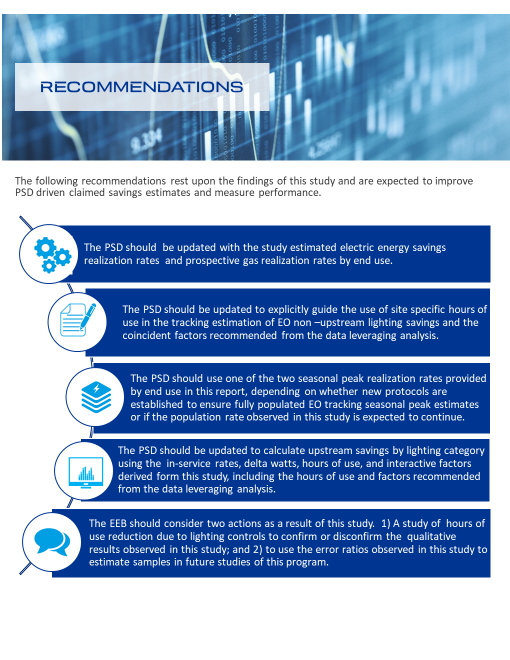 RECOMMENDATIONS
The following recommendations rest upon the findings of this study and are expected to improve
PSD driven claimed savings estimates and measure performance.
The PSD should be updated with the study estimated electric energy savings
realization rates and prospective gas realization rates by end use.
The PSD should be updated to explicitly guide the use of site specific hours of
use in the tracking estimation of EO non –upstream lighting savings and the
coincident factors recommended from the data leveraging analysis.
The PSD should use one of the two seasonal peak realization rates provided
by end use in this report, depending on whether new protocols are
established to ensure fully populated EO tracking seasonal peak estimates
or if the population rate observed in this study is expected to continue.
The PSD should be updated to calculate upstream savings by lighting category
using the in-service rates, delta watts, hours of use, and interactive factors
derived form this study, including the hours of use and factors recommended
from the data leveraging analysis.
The EEB should consider two actions as a result of this study. 1) A study of hours of
use reduction due to lighting controls to confirm or disconfirm the qualitative
results observed in this study; and 2) to use the error ratios observed in this study to
estimate samples in future studies of this program.